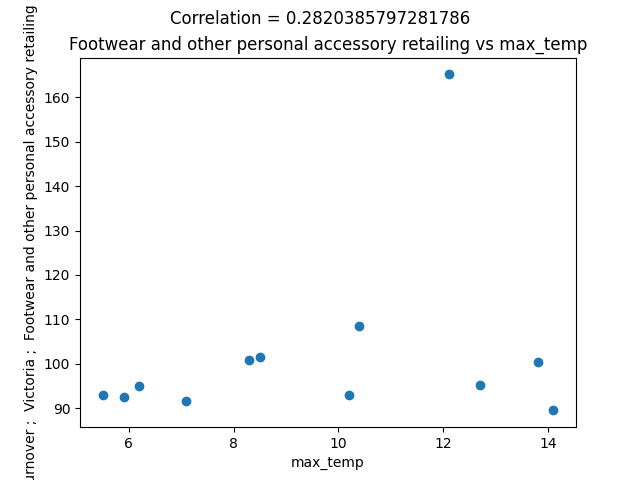 Correlation = 0.2820385797281786
Footwear and other personal accessory retailing vs max_temp
urnover ;  Victoria ;  Footwear and other personal accessory retailing
160
150
140
130
120
110
100
90
6 8 10 12 14
max_temp